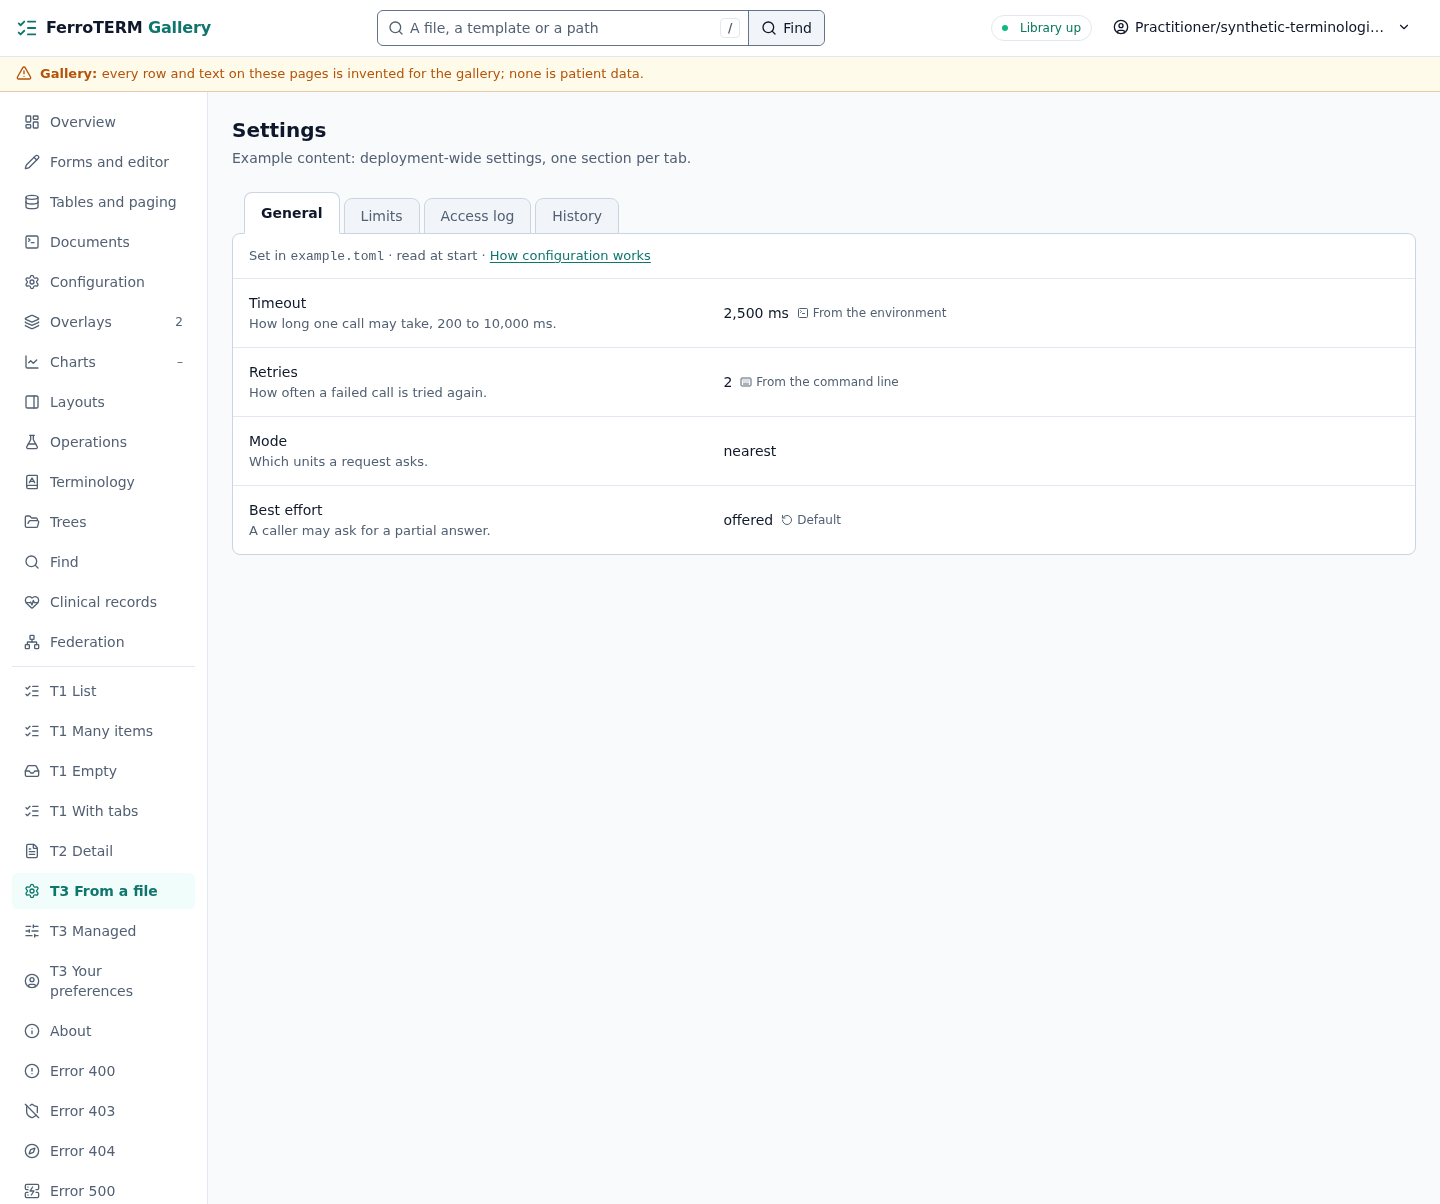 FerroTERM Gallery
A file, a template or a path
/
Find
Library up
Practitioner/synthetic-terminologi…
Gallery: every row and text on these pages is invented for the gallery; none is patient data.
Overview
Forms and editor
Tables and paging
Documents
Configuration
Overlays 2
Charts –
Layouts
Operations
Terminology
Trees
Find
Clinical records
Federation
T1 List
T1 Many items
T1 Empty
T1 With tabs
T2 Detail
T3 From a file
T3 Managed
T3 Your
preferences
About
Error 400
Error 403
Error 404
Error 500
Settings
Example content: deployment-wide settings, one section per tab.
General
Limits
Access log
History
Set in example.toml · read at start · How configuration works
Timeout
How long one call may take, 200 to 10,000 ms.
2,500 ms From the environment
Retries
How often a failed call is tried again.
2 From the command line
Mode
Which units a request asks.
nearest
Best effort
A caller may ask for a partial answer.
offered Default